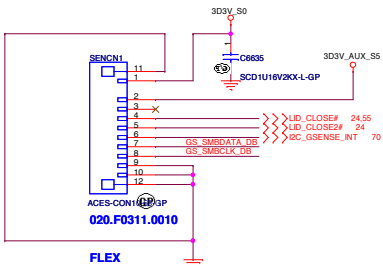 3D3V_S0
SENCN1
C6635
3D3V_AUX_S5
11
1
SCD1U16V2KX-L-GP
2
3
4
LID_CLOSE# 24,55
5
LID_CLOSE2# 24
6
I2C_GSENSE_INT 70
7
GS_SMBDATA_DB
8
GS_SMBCLK_DB
9
10
12
GP
020.F0311.0010
FLEX